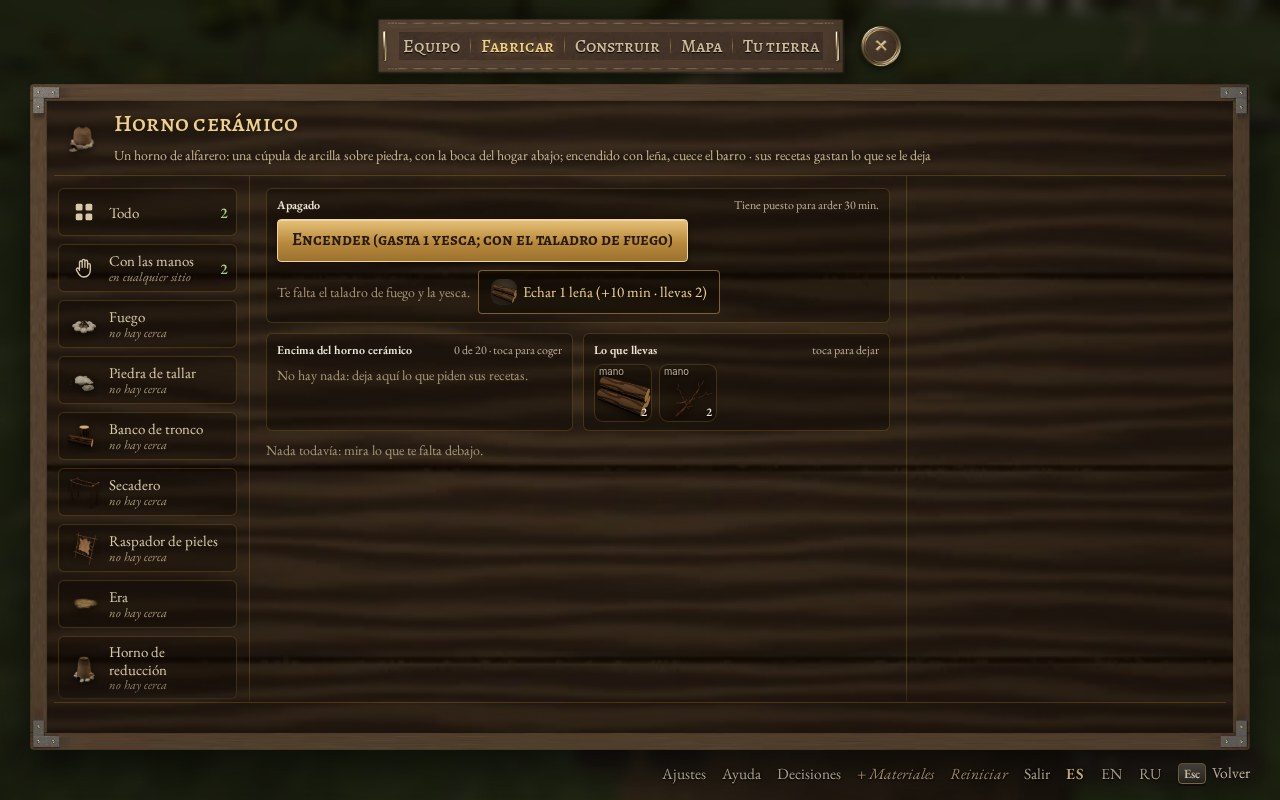 Equipo Fabricar Construir Mapa Tu tierra
Horno cerámico
Un horno de alfarero: una cúpula de arcilla sobre piedra, con la boca del hogar abajo; encendido con leña, cuece el barro · sus recetas gastan lo que se le deja
Todo 2
Con las manos 2
en cualquier sitio
Fuego
no hay cerca
Piedra de tallar
no hay cerca
Banco de tronco
no hay cerca
Secadero
no hay cerca
Raspador de pieles
no hay cerca
Era
no hay cerca
Horno de
reducción
no hay cerca
Apagado Tiene puesto para arder 30 min.
Encender (gasta 1 yesca; con el taladro de fuego)
Te falta el taladro de fuego y la yesca. Echar 1 leña (+10 min · llevas 2)
Encima del horno cerámico 0 de 20 · toca para coger
No hay nada: deja aquí lo que piden sus recetas.
Lo que llevas toca para dejar
mano mano
2 2
Nada todavía: mira lo que te falta debajo.
Ajustes Ayuda Decisiones + Materiales Reiniciar Salir ES EN RU Esc Volver